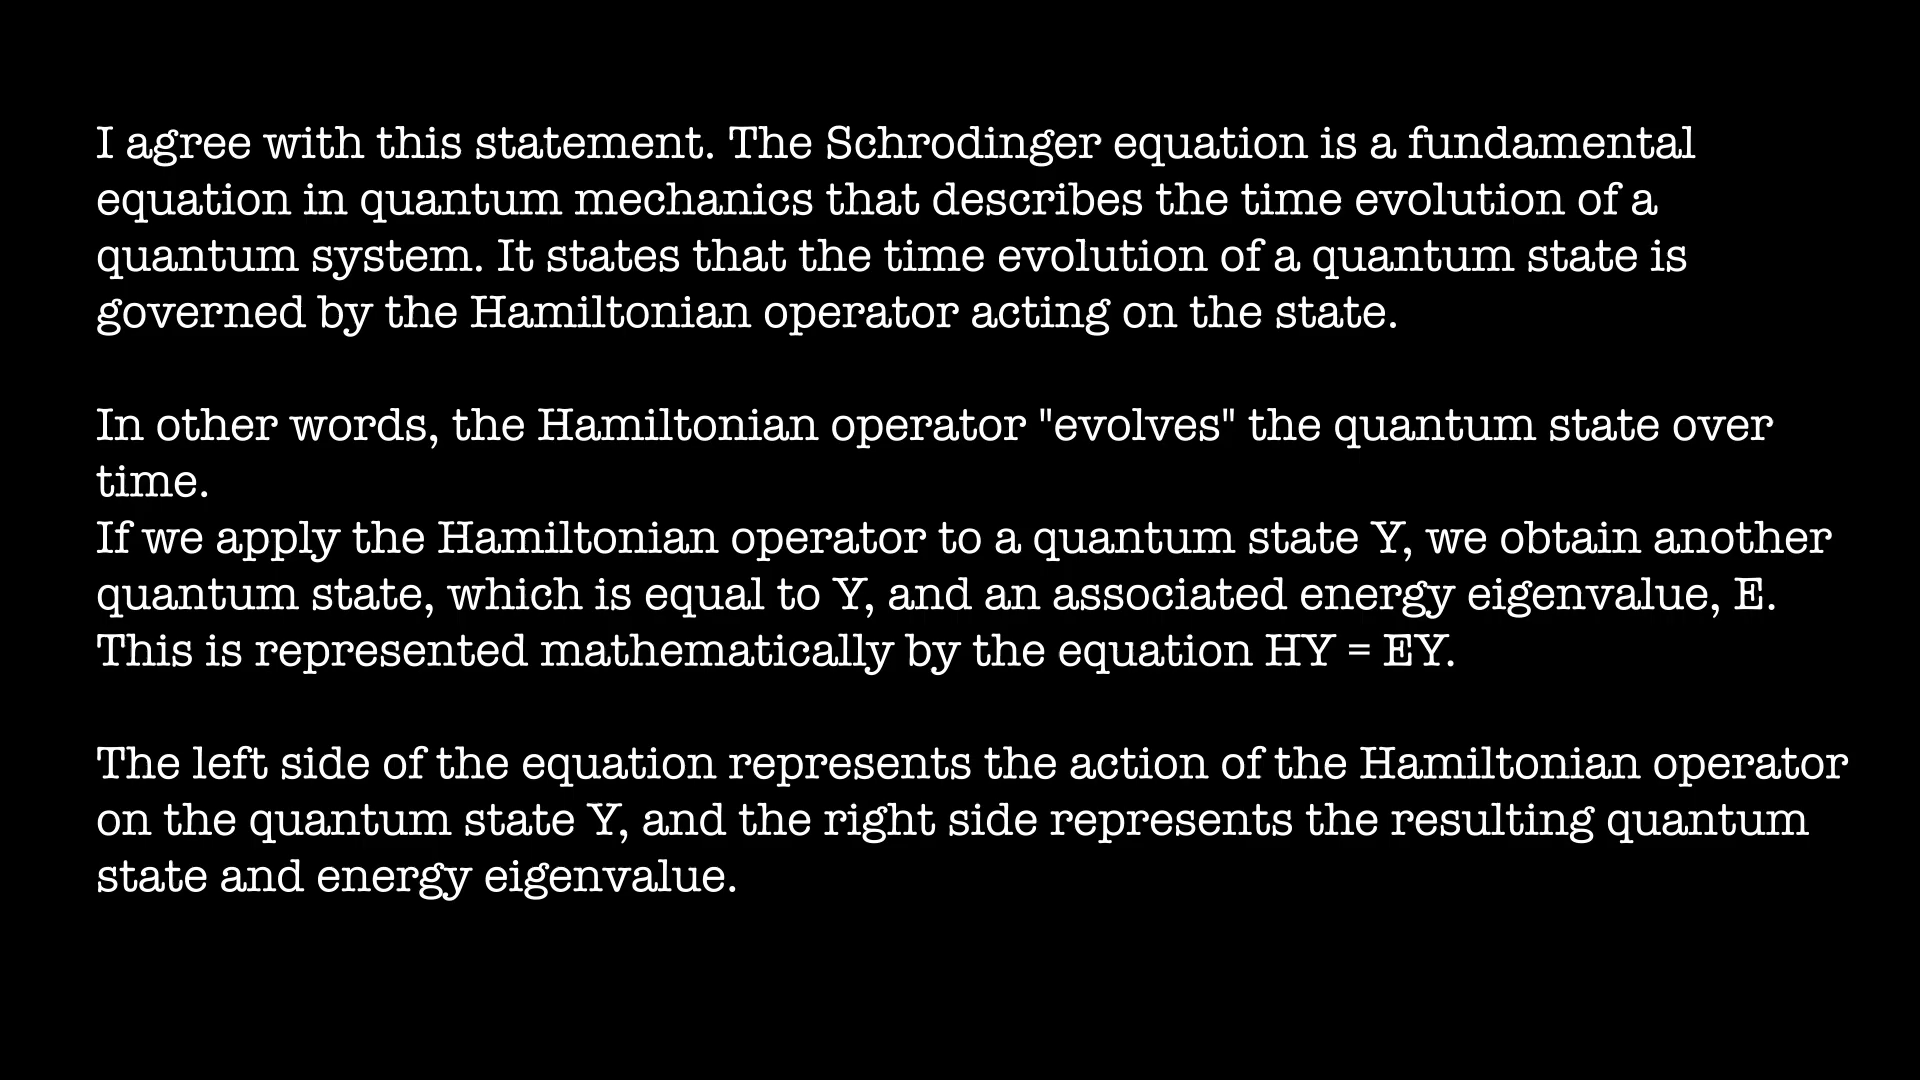 I agree with this statement. The Schrodinger equation is a fundamental
equation in quantum mechanics that describes the time evolution of a
quantum system. It states that the time evolution of a quantum state is
governed by the Hamiltonian operator acting on the state.
In other words, the Hamiltonian operator "evolves" the quantum state over
time.
If we apply the Hamiltonian operator to a quantum state Y, we obtain another
quantum state, which is equal to Y, and an associated energy eigenvalue, E.
This is represented mathematically by the equation HY = EY.
The left side of the equation represents the action of the Hamiltonian operator
on the quantum state Y, and the right side represents the resulting quantum
state and energy eigenvalue.